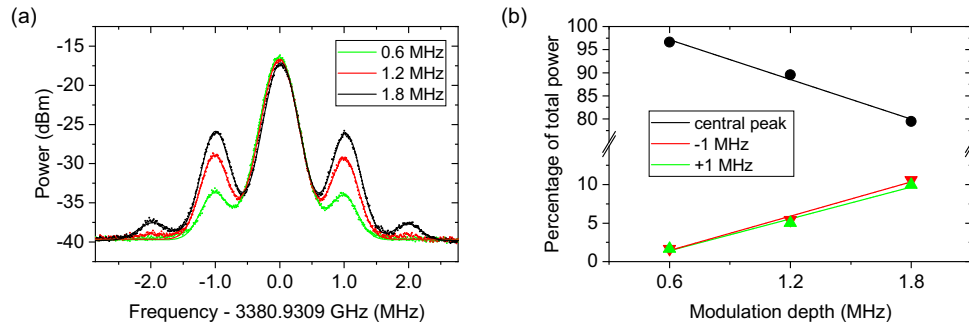 (a)
-15
-20
-25
-30
-35
-40
Power (dBm)
0.6 MHz
1.2 MHz
1.8 MHz
-2.0 -1.0 0.0 1.0 2.0
Frequency - 3380.9309 GHz (MHz)
(b)
100
95
90
85
80
10
5
0
Percentage of total power
central peak
-1 MHz
+1 MHz
0.6 1.2 1.8
Modulation depth (MHz)